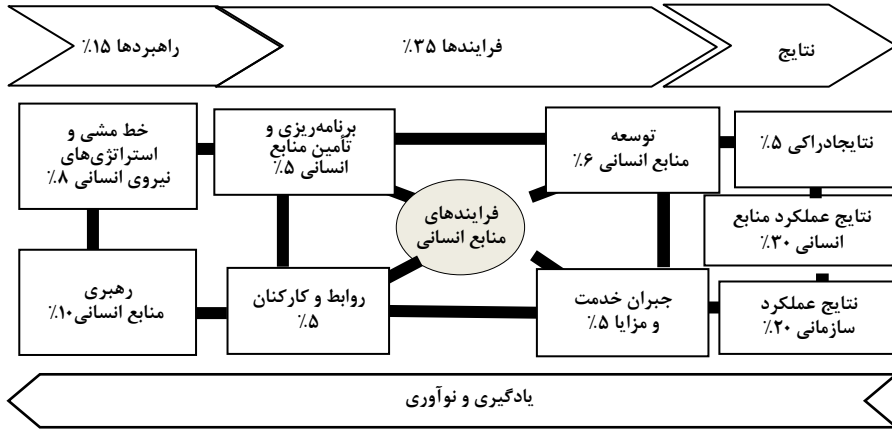 راهبردها ۱۵٪
فرایندها ۳۵٪
نتایج
خط مشی و
استراتژی‌های
نیروی انسانی ۸٪
برنامه‌ریزی و
تأمین منابع
انسانی ۵٪
توسعه
منابع انسانی ۶٪
نتایجادراکی ۵٪
فرایندهای
منابع انسانی
نتایج عملکرد منابع
انسانی ۳۰٪
رهبری
منابع انسانی۱۰٪
روابط و کارکنان
۵٪
جبران خدمت
و مزایا ۵٪
نتایج عملکرد
سازمانی ۲۰٪
یادگیری و نوآوری